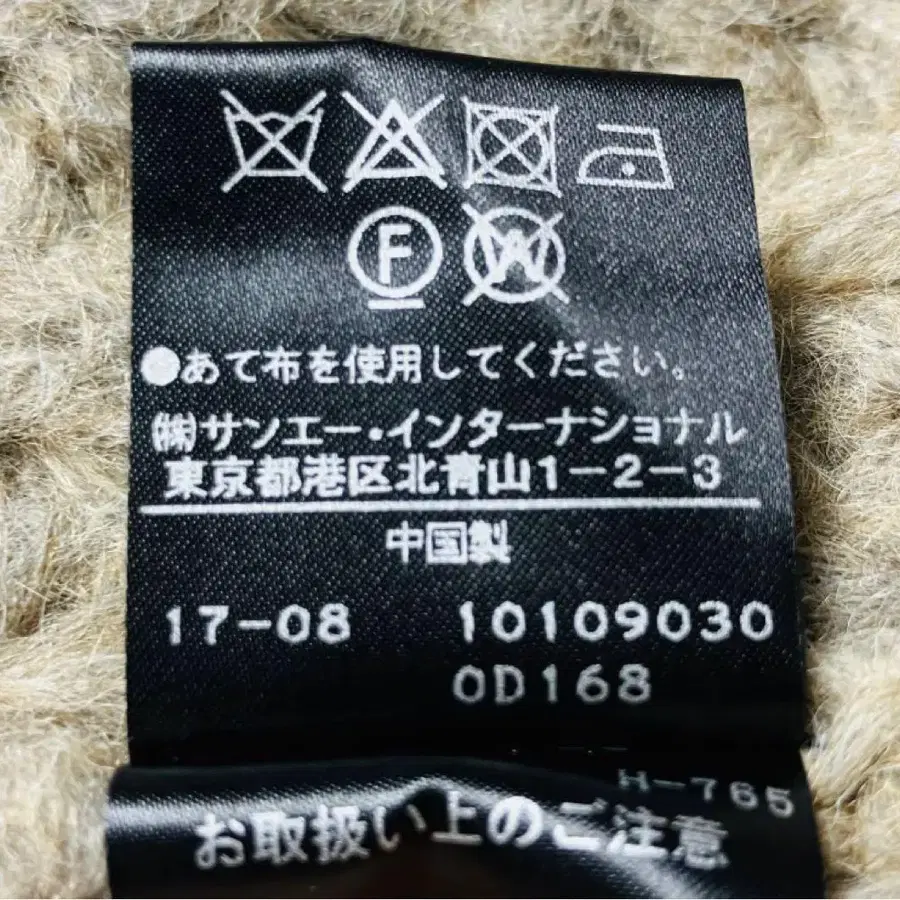 F W
●あて布を使用してください。
㈱サンエー・インターナショナル
東京都港区北青山1-2-3
中国製
17-08 10109030
0D168
H-765
お取扱い上のご注意